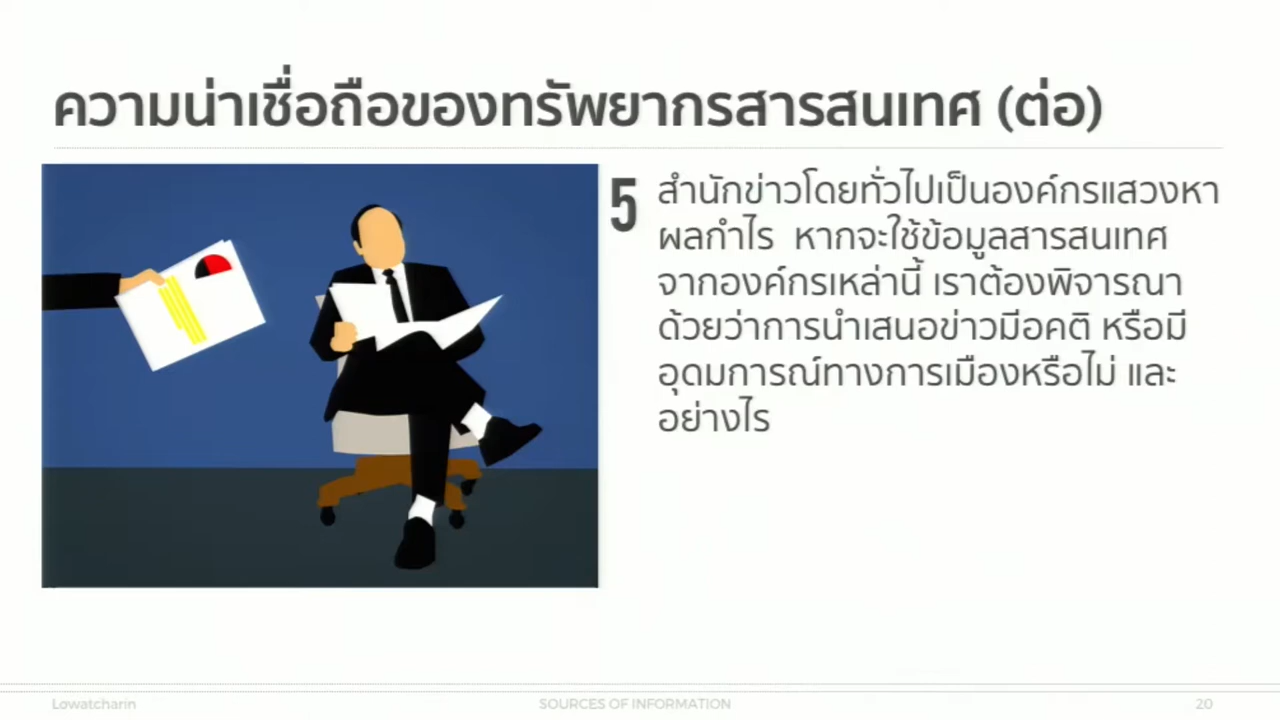 ความน่าเชื่อถือของทรัพยากรสารสนเทศ (ต่อ)
5 สำนักข่าวโดยทั่วไปเป็นองค์กรแสวงหา
ผลกำไร หากจะใช้ข้อมูลสารสนเทศ
จากองค์กรเหล่านี้ เราต้องพิจารณา
ด้วยว่าการนำเสนอข่าวมีอคติ หรือมี
อุดมการณ์ทางการเมืองหรือไม่ และ
อย่างไร
Lowatcharin SOURCES OF INFORMATION 20